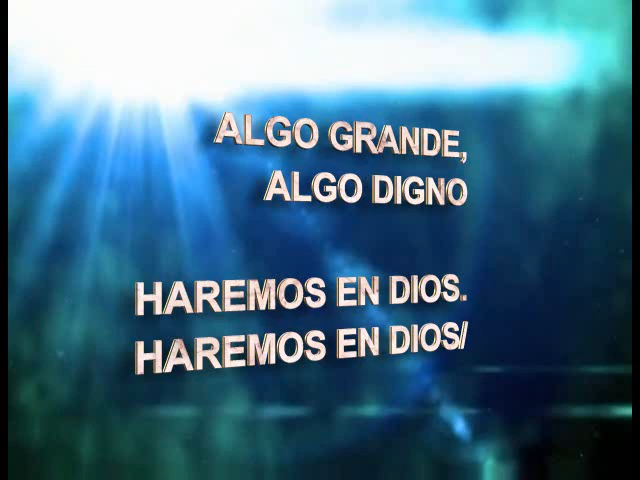 ALGO GRANDE,
ALGO DIGNO
HAREMOS EN DIOS.
HAREMOS EN DIOS/